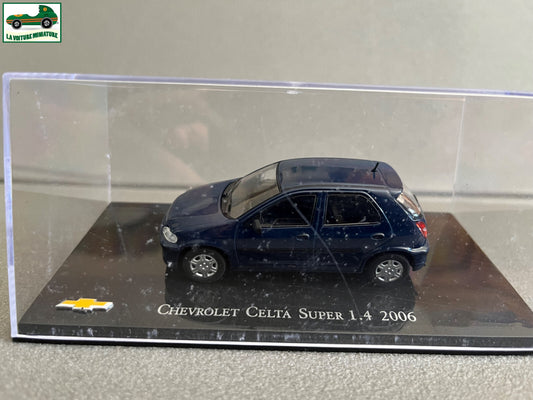 LA VOITURE MINIATURE
CHEVROLET CELTA SUPER 1.4 2006